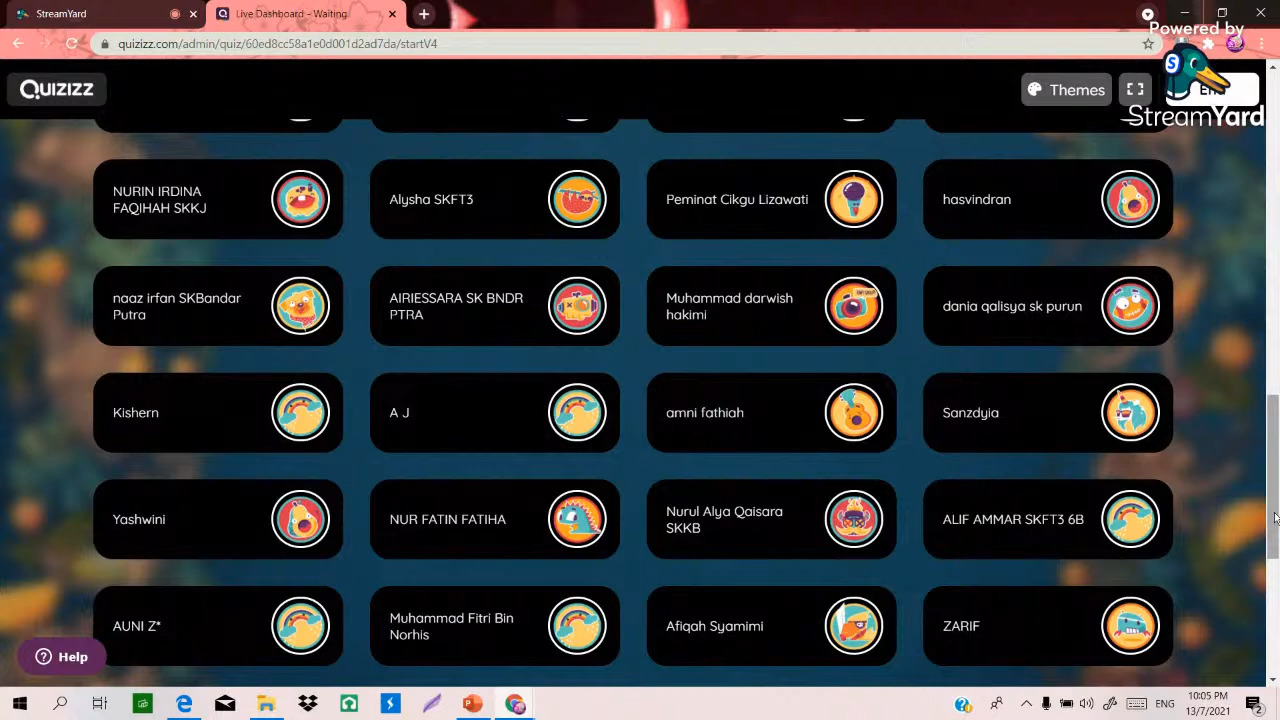 StreamYard
Live Dashboard - Waiting
Powered by
quizizz.com/admin/quiz/60ed8cc58a1e0d001d2ad7da/startV4
QUIZIZZ
Themes
StreamYard
NURIN IRDINA
FAQIHAH SKKJ
Alysha SKFT3
Peminat Cikgu Lizawati
hasvindran
naaz irfan SKBandar
Putra
AIRIESSARA SK BNDR
PTRA
Muhammad darwish
hakimi
dania qalisya sk purun
Kishern
A J
amni fathiah
Sanzdyia
Yashwini
NUR FATIN FATIHA
Nurul Alya Qaisara
SKKB
ALIF AMMAR SKFT3 6B
AUNI Z*
Muhammad Fitri Bin
Norhis
Afiqah Syamimi
ZARIF
Help
ENG
10:05 PM
13/7/2021
2